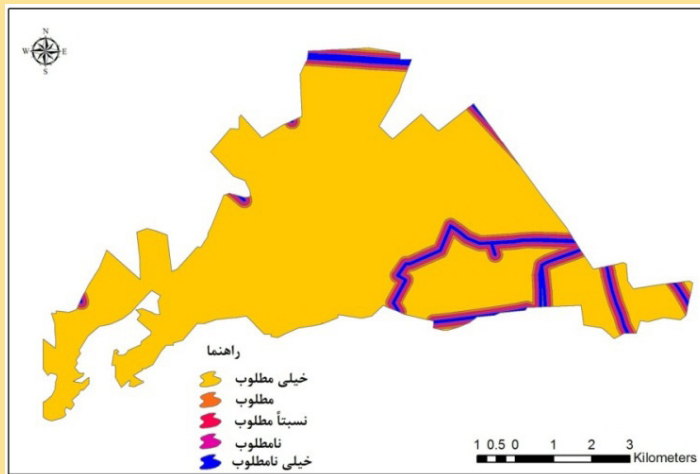 N
W E
S
راهنما
خیلی مطلوب
مطلوب
نسبتاً مطلوب
نامطلوب
خیلی نامطلوب
1 0.5 0 1 2 3
Kilometers